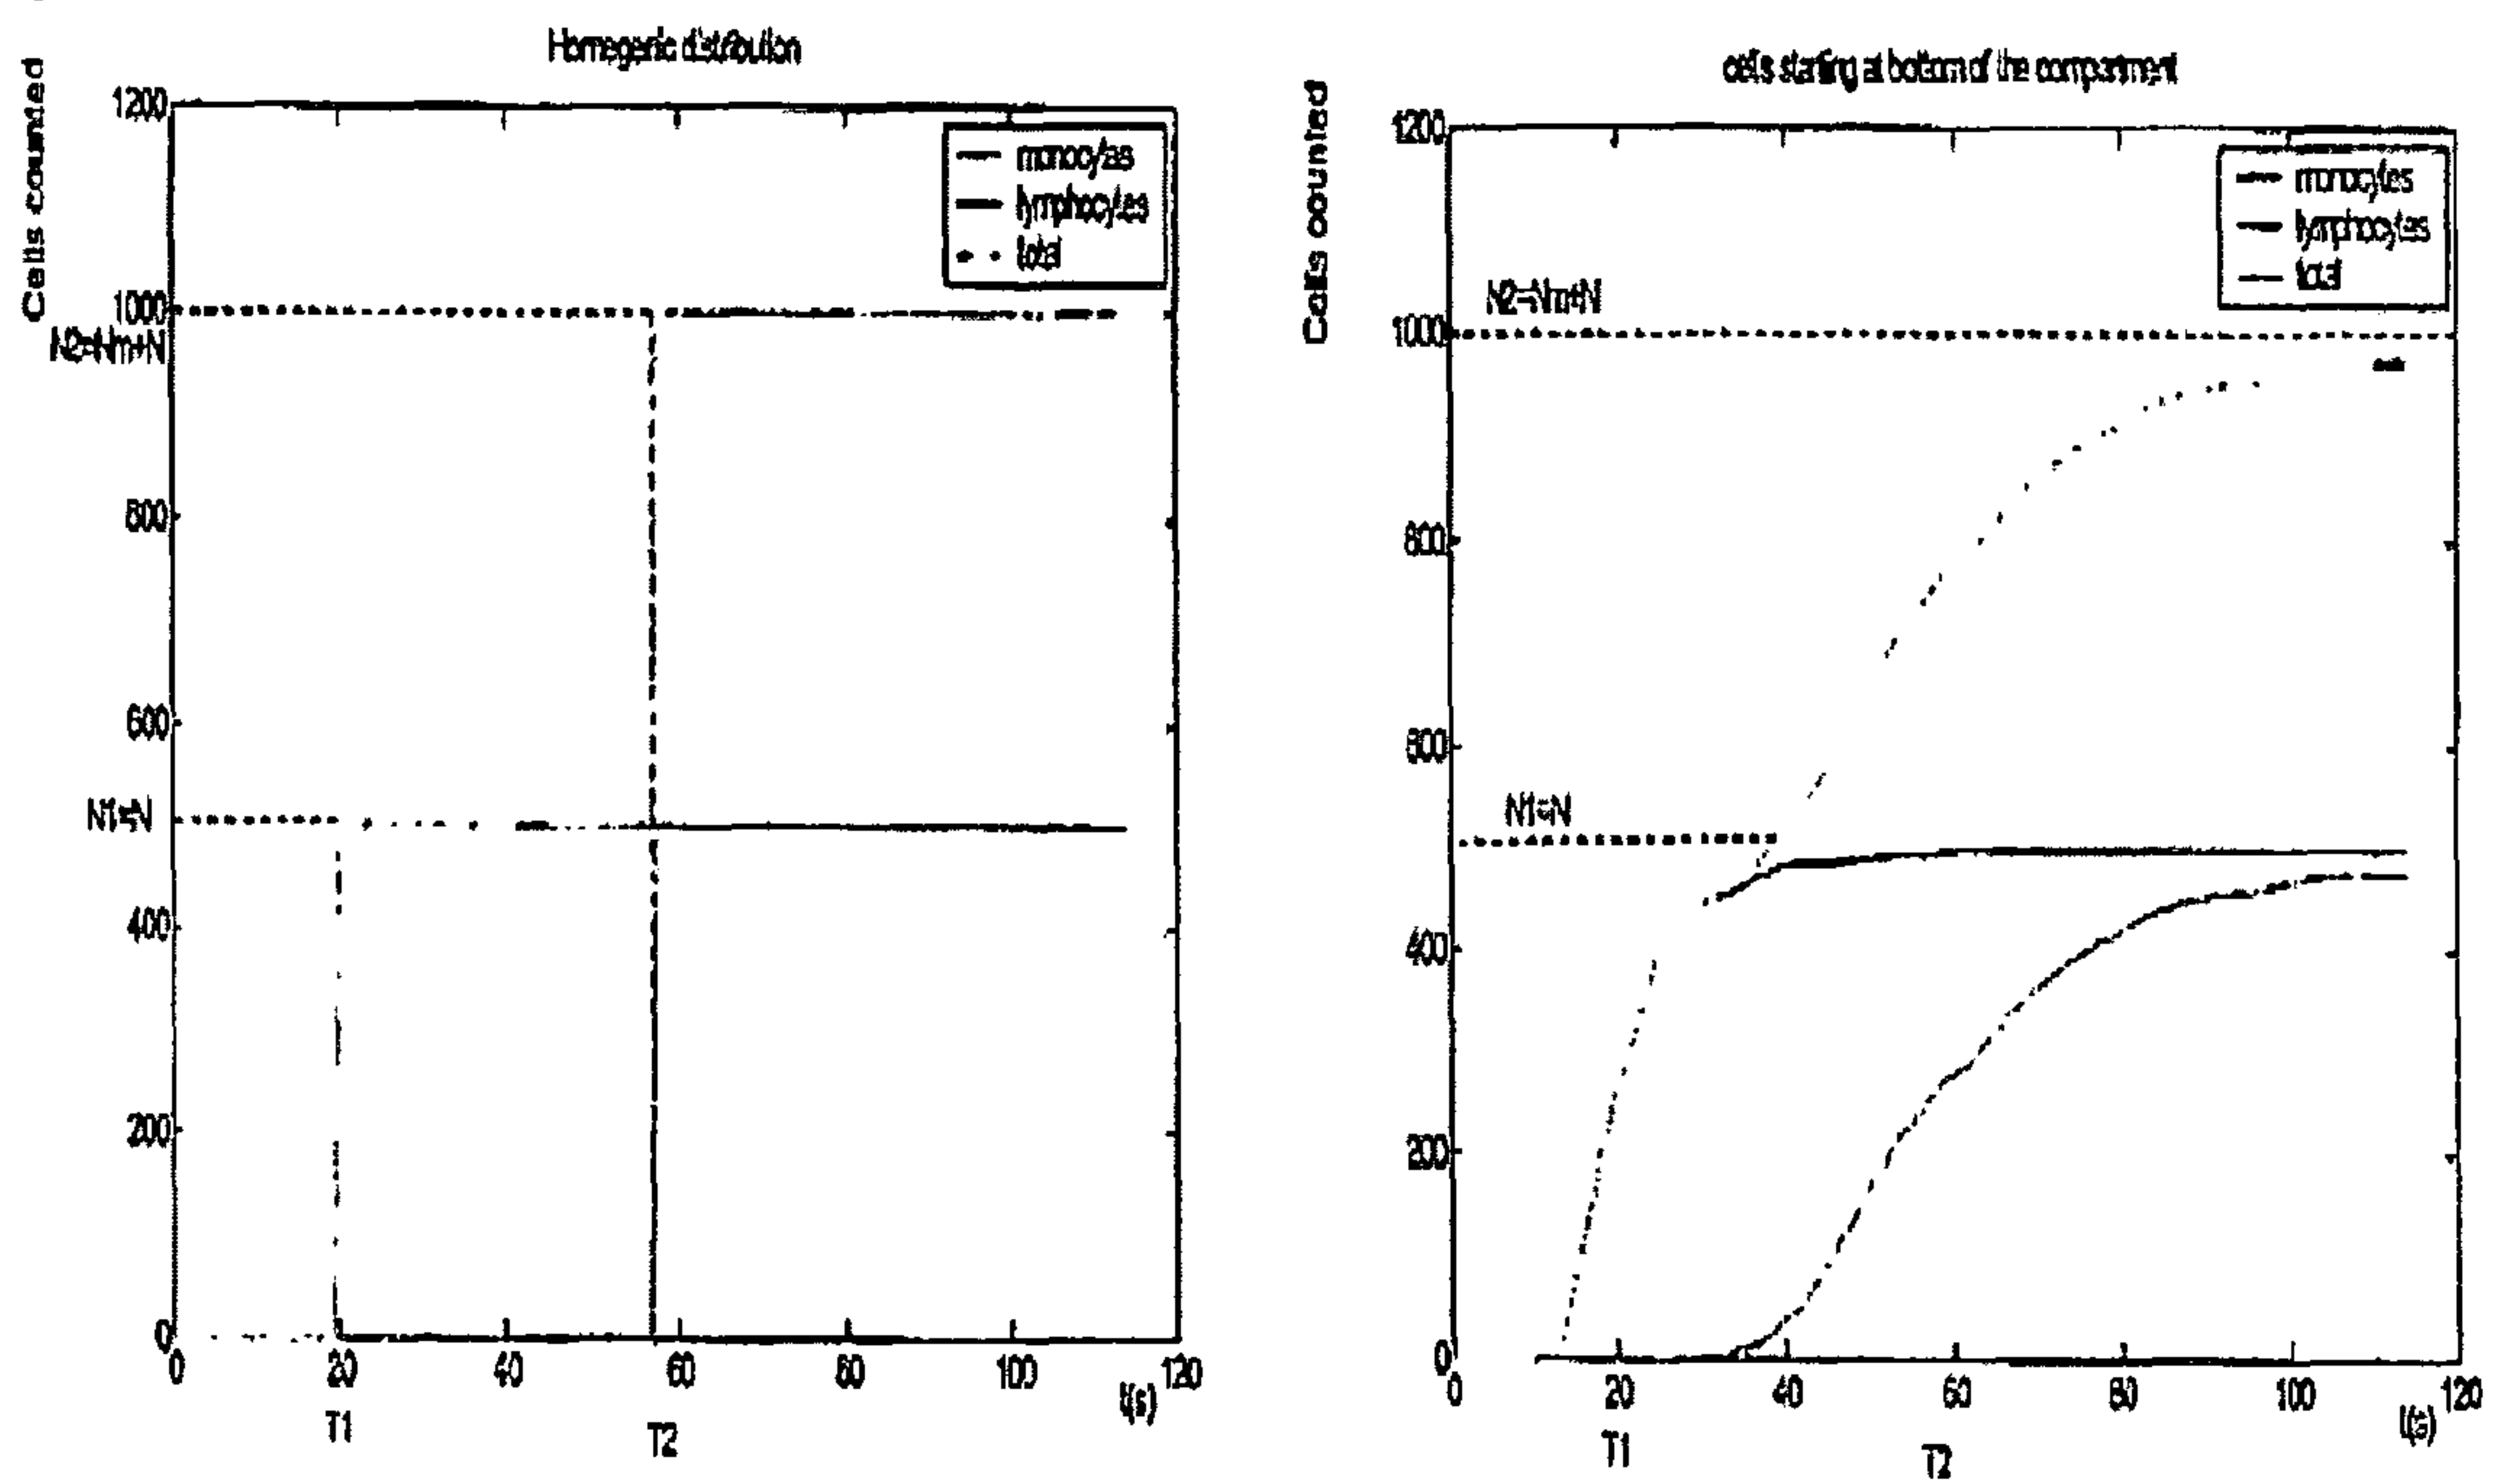 Homogenic distribution
Cells counted
1200
1000
N2=Nm+N
800
600
N1=N
400
200
0
0 20 40 60 80 100 120
t(s)
T1
T2
monocytes
lymphocytes
total
cells starting at bottom of the compartment
Cells counted
1200
N2=Nm+N
1000
800
600
N1=N
400
200
0
0 20 40 60 80 100 120
t(s)
T1
T2
monocytes
lymphocytes
total